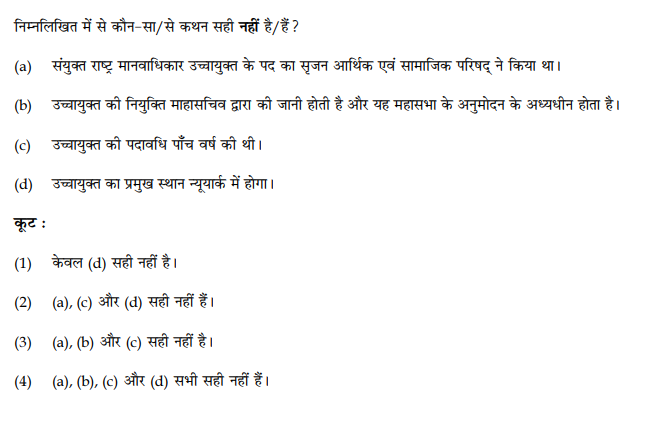 निम्नलिखित में से कौन-सा/से कथन सही नहीं है/हैं ?
(a) संयुक्त राष्ट्र मानवाधिकार उच्चायुक्त के पद का सृजन आर्थिक एवं सामाजिक परिषद् ने किया था।
(b) उच्चायुक्त की नियुक्ति माहासचिव द्वारा की जानी होती है और यह महासभा के अनुमोदन के अध्यधीन होता है।
(c) उच्चायुक्त की पदावधि पाँच वर्ष की थी।
(d) उच्चायुक्त का प्रमुख स्थान न्यूयार्क में होगा।
कूट :
(1) केवल (d) सही नहीं है।
(2) (a), (c) और (d) सही नहीं हैं।
(3) (a), (b) और (c) सही नहीं है।
(4) (a), (b), (c) और (d) सभी सही नहीं हैं।